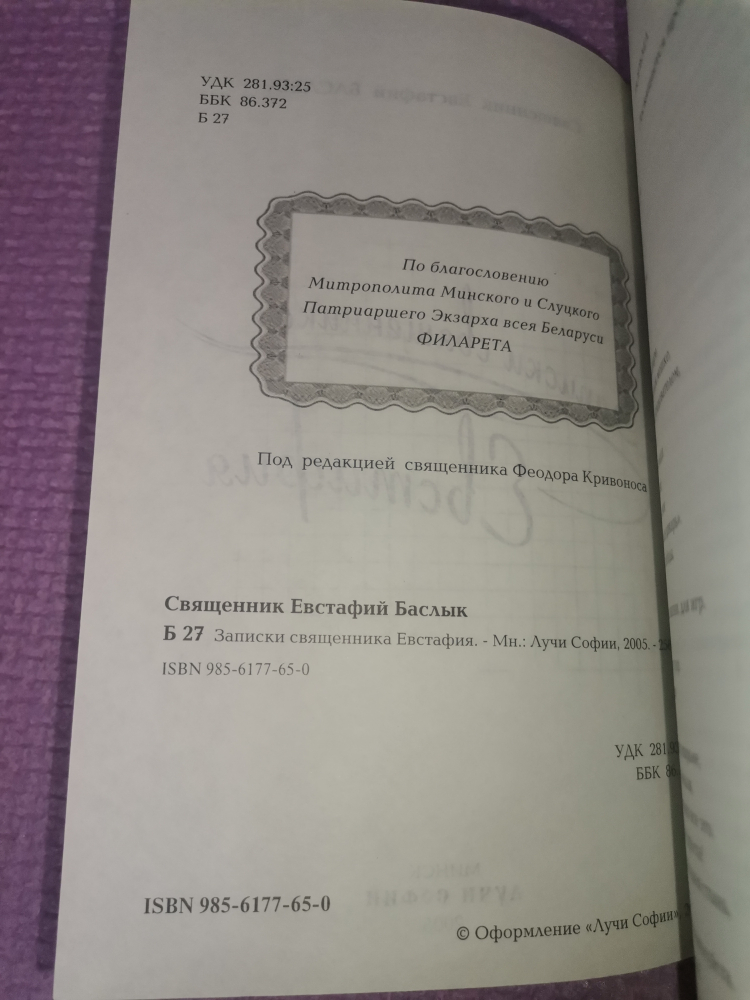 УДК 281.93:25
ББК 86.372
Б 27
По благословению
Митрополита Минского и Слуцкого
Патриаршего Экзарха всея Беларуси
ФИЛАРЕТА
Под редакцией священника Феодора Кривоноса
Священник Евстафий Баслык
Б 27 Записки священника Евстафия. - Мн.: Лучи Софии, 2005. -
ISBN 985-6177-65-0
УДК 281.
ББК 86.
ISBN 985-6177-65-0
© Оформление «Лучи Софии»,